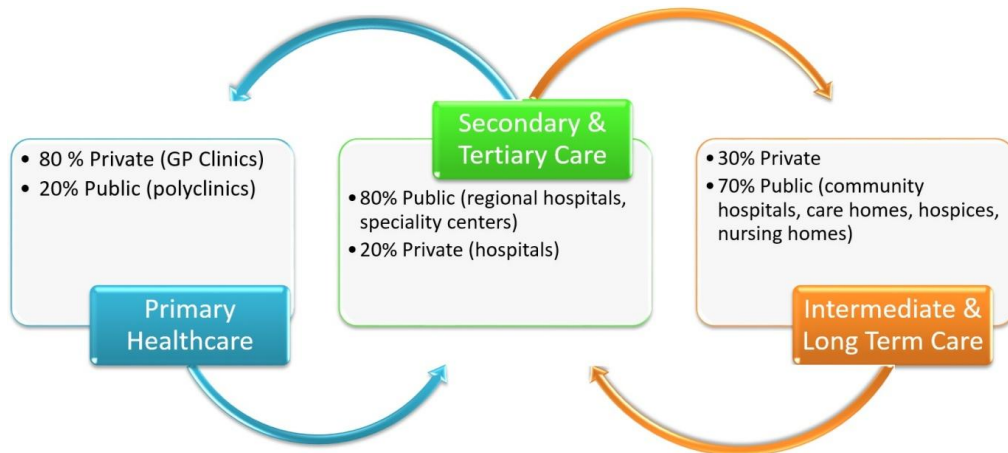 • 80 % Private (GP Clinics)
• 20% Public (polyclinics)
Primary
Healthcare
Secondary &
Tertiary Care
•80% Public (regional hospitals,
speciality centers)
•20% Private (hospitals)
•30% Private
•70% Public (community
hospitals, care homes, hospices,
nursing homes)
Intermediate &
Long Term Care